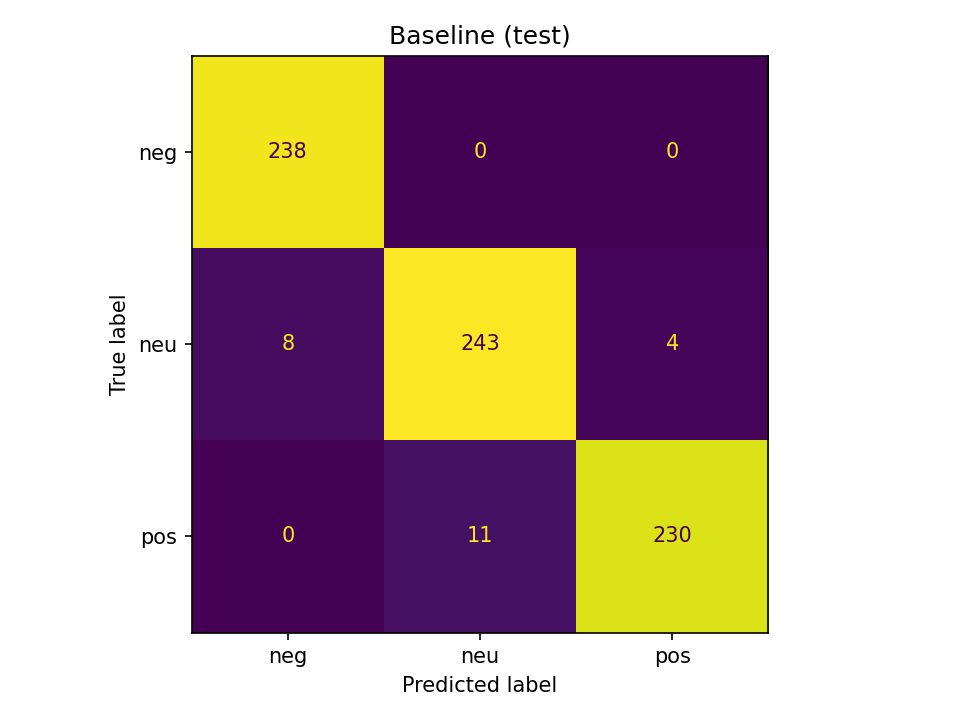 Baseline (test)
True label
neg
238
0
0
neu
8
243
4
pos
0
11
230
neg
neu
pos
Predicted label